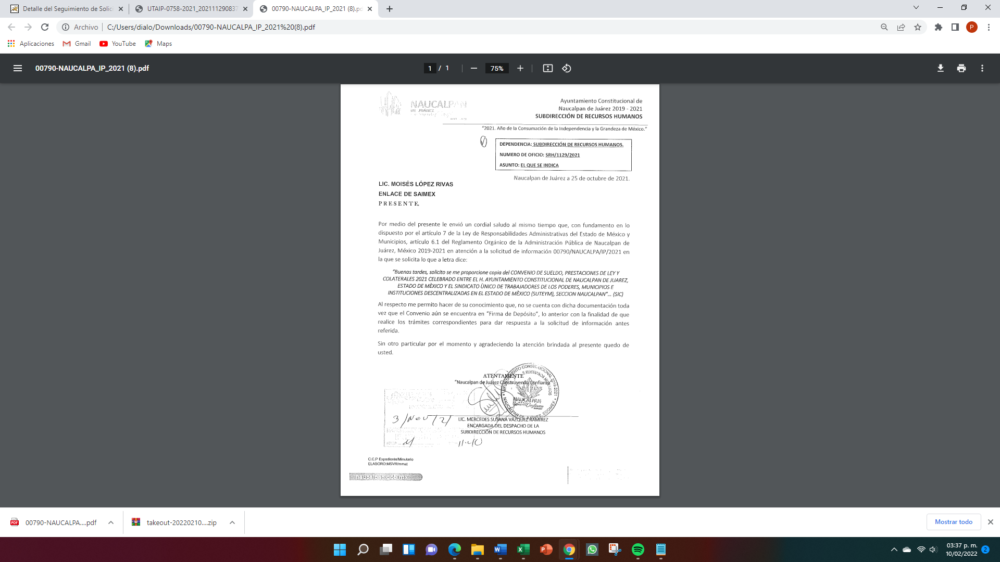 Detalle del Seguimiento de Solici
UTAIP-0758-2021_202111290837
00790-NAUCALPA_IP_2021 (8).pd
Archivo
C:/Users/dialo/Downloads/00790-NAUCALPA_IP_2021%20(8).pdf
P
Aplicaciones
Gmail
YouTube
Maps
00790-NAUCALPA_IP_2021 (8).pdf
1 / 1
75%
NAUCALPAN
DE JUÁREZ
Ayuntamiento Constitucional de
Naucalpan de Juárez 2019 - 2021
SUBDIRECCIÓN DE RECURSOS HUMANOS
"2021. Año de la Consumación de la Independencia y la Grandeza de México."
DEPENDENCIA: SUBDIRECCIÓN DE RECURSOS HUMANOS.
NUMERO DE OFICIO: SRH/1129/2021
ASUNTO: EL QUE SE INDICA
Naucalpan de Juárez a 25 de octubre de 2021.
LIC. MOISÉS LÓPEZ RIVAS
ENLACE DE SAIMEX
P R E S E N T E.
Por medio del presente le envió un cordial saludo al mismo tiempo que, con fundamento en lo
dispuesto por el artículo 7 de la Ley de Responsabilidades Administrativas del Estado de México y
Municipios, artículo 6.1 del Reglamento Orgánico de la Administración Pública de Naucalpan de
Juárez, México 2019-2021 en atención a la solicitud de información 00790/NAUCALPA/IP/2021 en
la que se solicita lo que a letra dice:
"Buenas tardes, solicito se me proporcione copia del CONVENIO DE SUELDO, PRESTACIONES DE LEY Y
COLATERALES 2021 CELEBRADO ENTRE EL H. AYUNTAMIENTO CONSTITUCIONAL DE NAUCALPAN DE JUAREZ,
ESTADO DE MÈXICO Y EL SINDICATO ÙNICO DE TRABAJADORES DE LOS PODERES, MUNICIPIOS E
INSTITUCIONES DESCENTRALIZADAS EN EL ESTADO DE MÈXICO (SUTEYM), SECCION NAUCALPAN"... (SIC)
Al respecto me permito hacer de su conocimiento que, no se cuenta con dicha documentación toda
vez que el Convenio aún se encuentra en "Firma de Depósito", lo anterior con la finalidad de que
realice los trámites correspondientes para dar respuesta a la solicitud de información antes
referida.
Sin otro particular por el momento y agradeciendo la atención brindada al presente quedo de
usted.
ATENTAMENTE
"Naucalpan de Juárez Construyendo Confianza
AYUNTAMIENTO CONSTITUCIONAL 2019-2021
E RECURSOS HUMANOS
NAUCALPAN
NAUCALPAN DE JUÁREZ, EDOMEX
3/Nov/21
LIC. MERCEDES SUSANA VÁZQUEZ RAMÍREZ
ENCARGADA DEL DESPACHO DE LA
SUBDIRECCIÓN DE RECURSOS HUMANOS
11:40
C.C.P Expediente/Minutario
ELABORO:MSVR/mmat
naucalpan.gob.mx
00790-NAUCALPA....pdf
takeout-20220210....zip
Mostrar todo
03:37 p. m.
10/02/2022
2